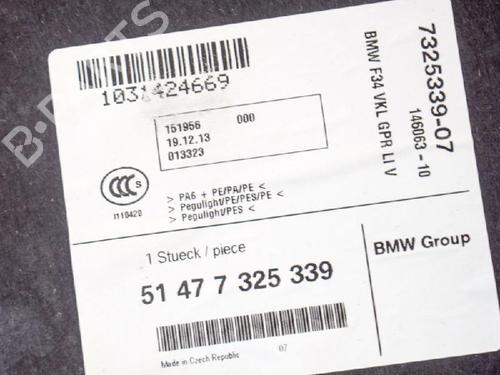 1031424669
151956 000
19.12.13
013323
CCC S
I110420
> PA6 + PE/PA/PE <
> Pegulight/PE/PES/PE <
> Pegulight/PES <
BMW F34 VKL GPR LI V
7325339-07
146063-10
1 Stueck / piece
51 47 7 325 339
Made in Czech Republic 07
BMW Group